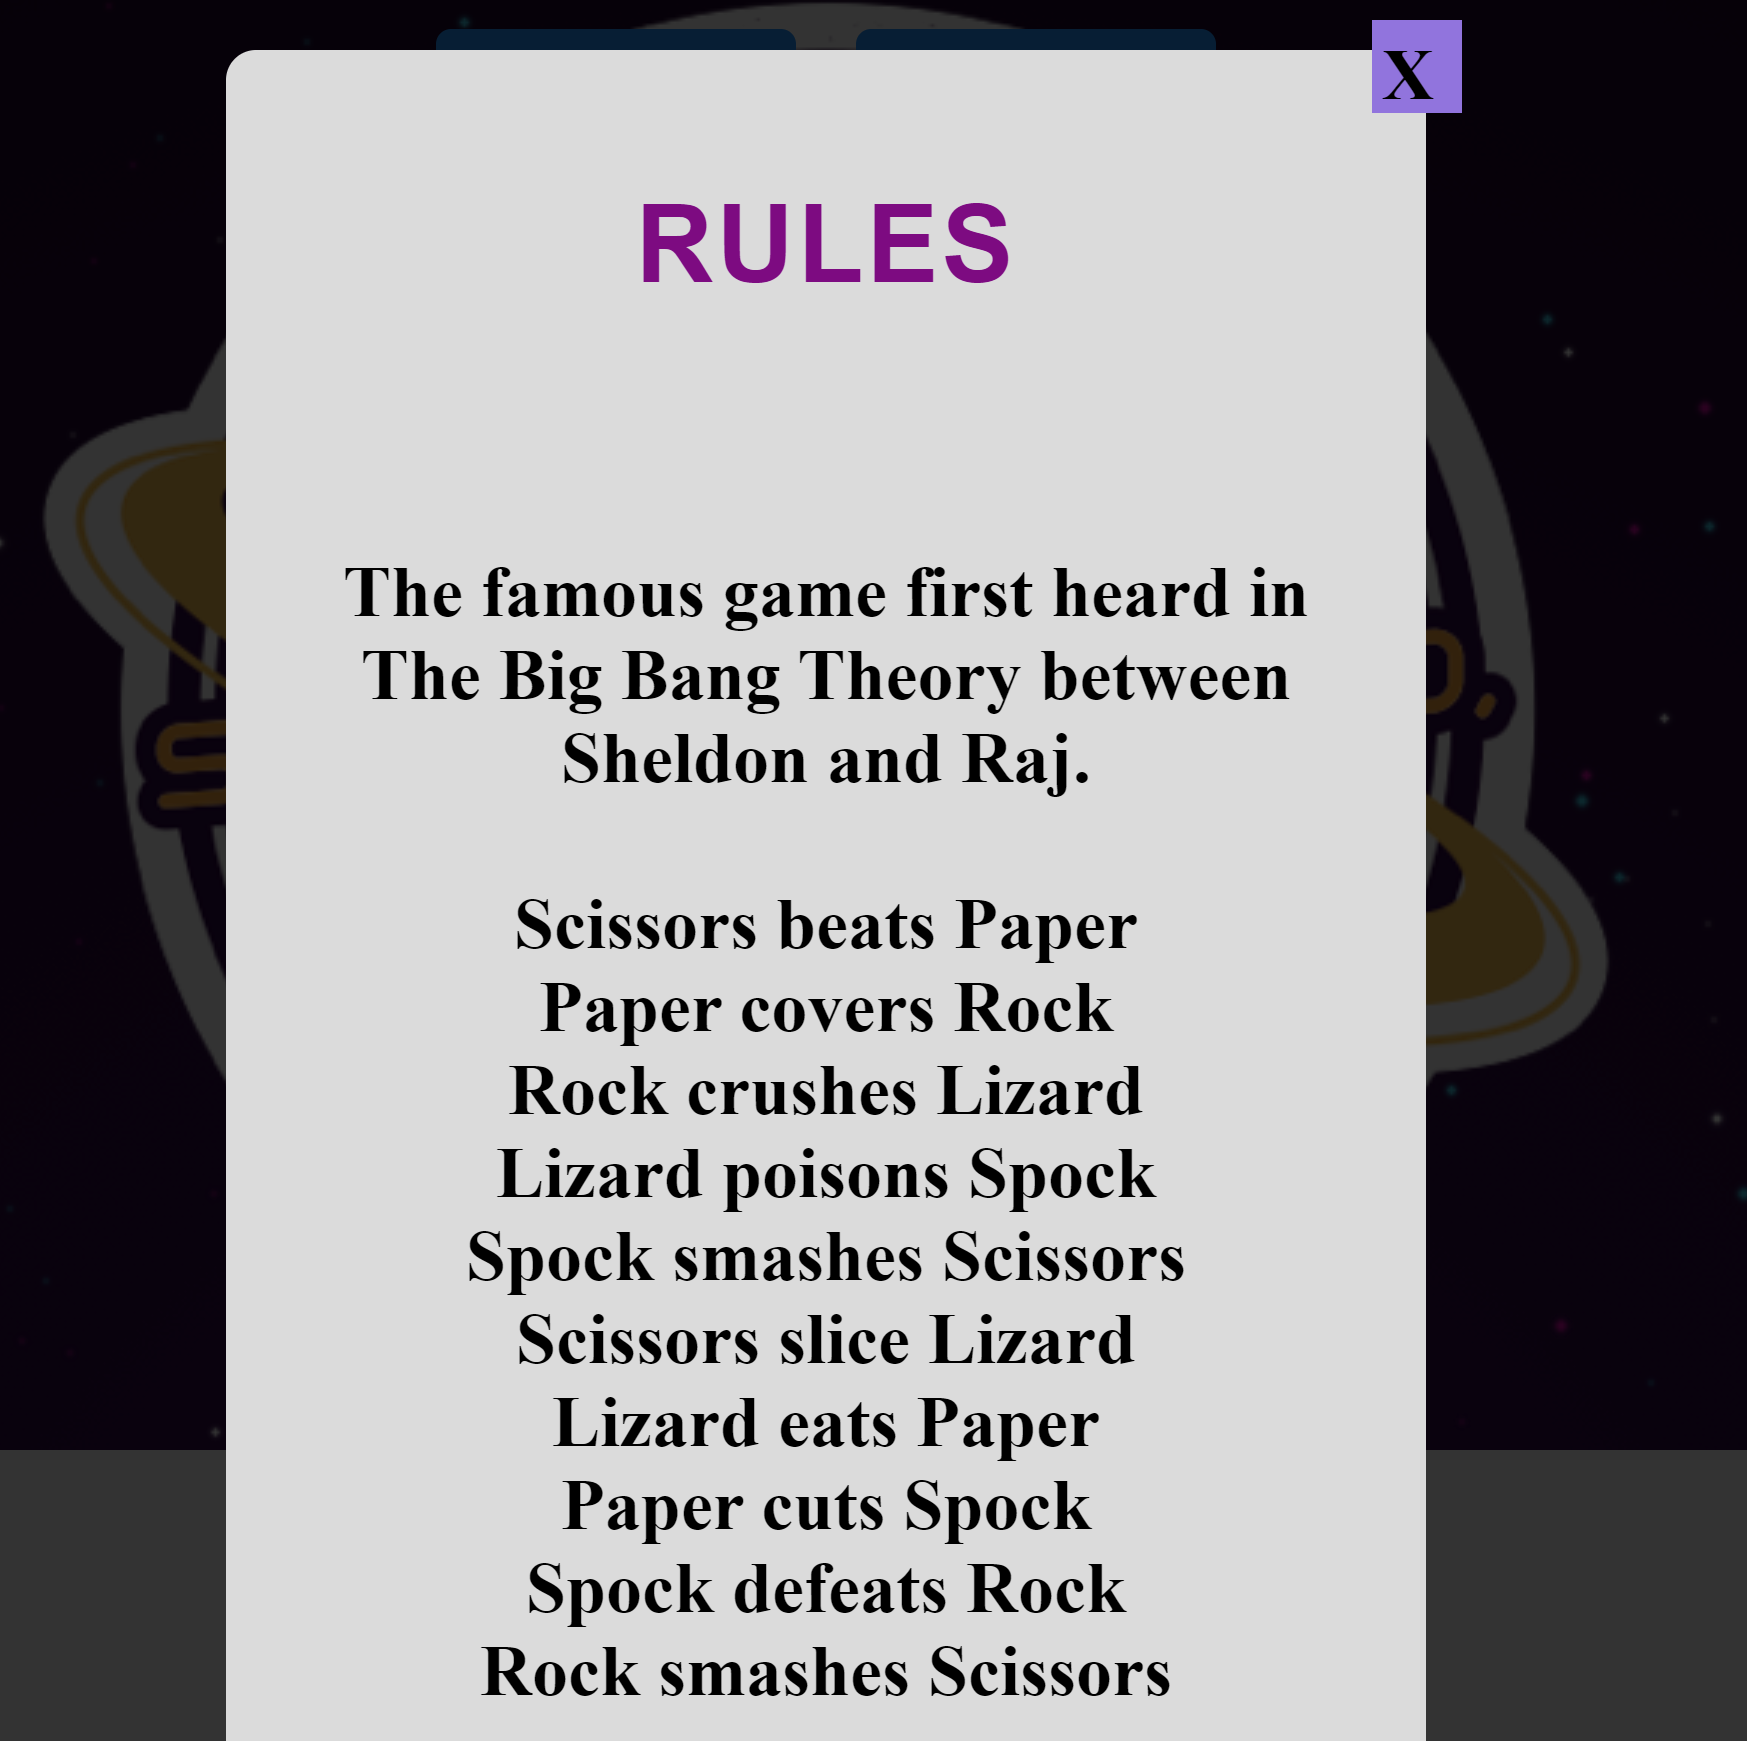 X
RULES
The famous game first heard in
The Big Bang Theory between
Sheldon and Raj.
Scissors beats Paper
Paper covers Rock
Rock crushes Lizard
Lizard poisons Spock
Spock smashes Scissors
Scissors slice Lizard
Lizard eats Paper
Paper cuts Spock
Spock defeats Rock
Rock smashes Scissors